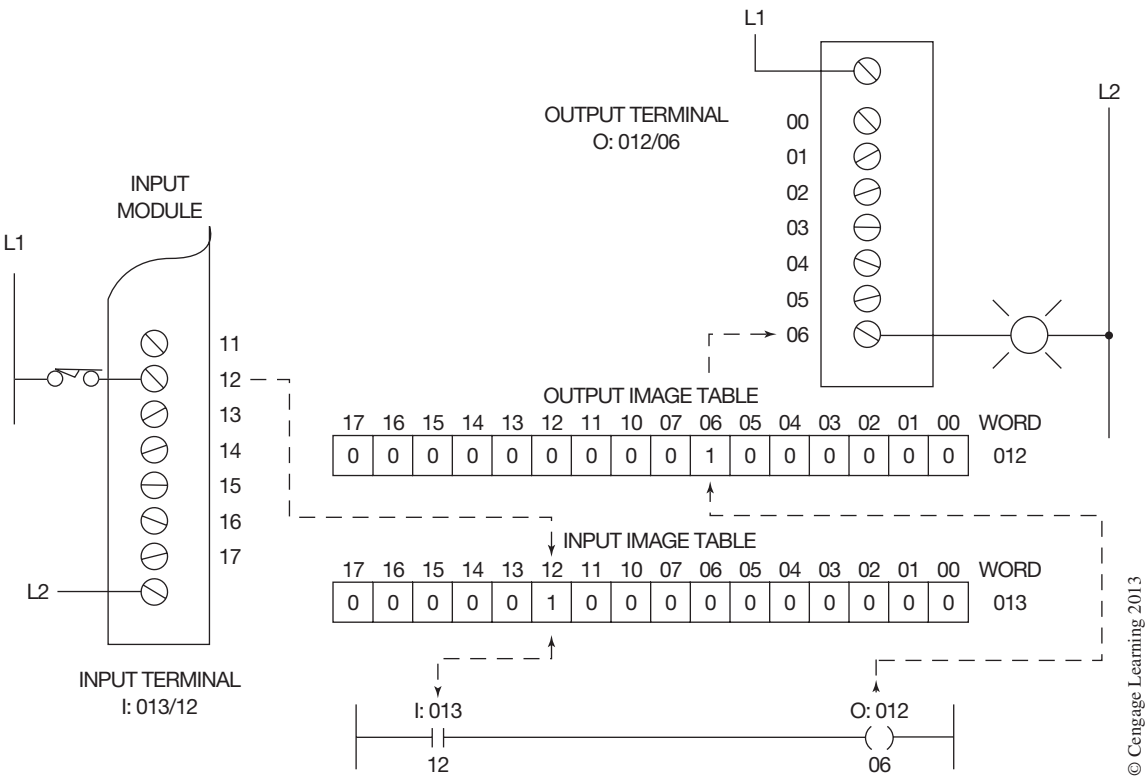 L1
OUTPUT TERMINAL
O: 012/06
00
01
02
03
04
05
06
L2
INPUT
MODULE
L1
11
12
13
14
15
16
17
L2
INPUT TERMINAL
I: 013/12
OUTPUT IMAGE TABLE
17 16 15 14 13 12 11 10 07 06 05 04 03 02 01 00 WORD
0 0 0 0 0 0 0 0 0 1 0 0 0 0 0 0 012
INPUT IMAGE TABLE
17 16 15 14 13 12 11 10 07 06 05 04 03 02 01 00 WORD
0 0 0 0 0 1 0 0 0 0 0 0 0 0 0 0 013
I: 013
12
O: 012
06
© Cengage Learning 2013